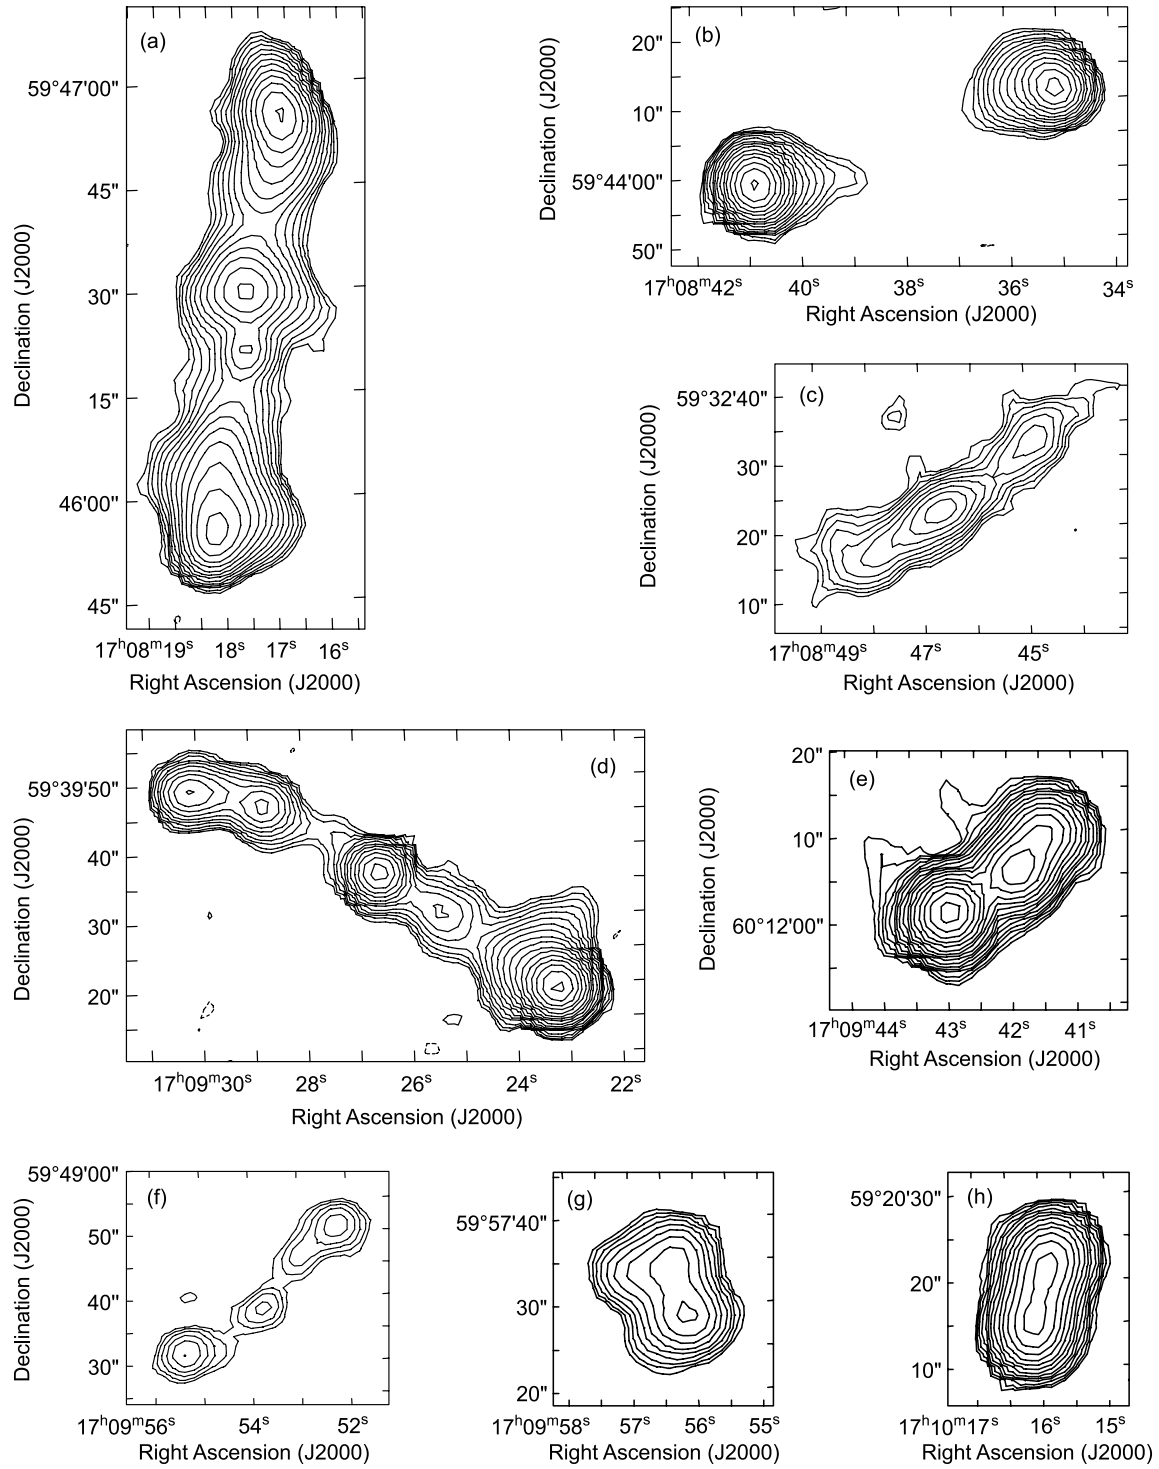 (a)
59°47'00"
45"
30"
15"
46'00"
45"
17ʰ08ᵐ19ˢ 18ˢ 17ˢ 16ˢ
Right Ascension (J2000)
Declination (J2000)
(b)
20"
10"
59°44'00"
50"
17ʰ08ᵐ42ˢ 40ˢ 38ˢ 36ˢ 34ˢ
Right Ascension (J2000)
Declination (J2000)
(c)
59°32'40"
30"
20"
10"
17ʰ08ᵐ49ˢ 47ˢ 45ˢ
Right Ascension (J2000)
Declination (J2000)
(d)
59°39'50"
40"
30"
20"
17ʰ09ᵐ30ˢ 28ˢ 26ˢ 24ˢ 22ˢ
Right Ascension (J2000)
Declination (J2000)
(e)
20"
10"
60°12'00"
17ʰ09ᵐ44ˢ 43ˢ 42ˢ 41ˢ
Right Ascension (J2000)
Declination (J2000)
(f)
59°49'00"
50"
40"
30"
17ʰ09ᵐ56ˢ 54ˢ 52ˢ
Right Ascension (J2000)
Declination (J2000)
(g)
59°57'40"
30"
20"
17ʰ09ᵐ58ˢ 57ˢ 56ˢ 55ˢ
Right Ascension (J2000)
(h)
59°20'30"
20"
10"
17ʰ10ᵐ17ˢ 16ˢ 15ˢ
Right Ascension (J2000)